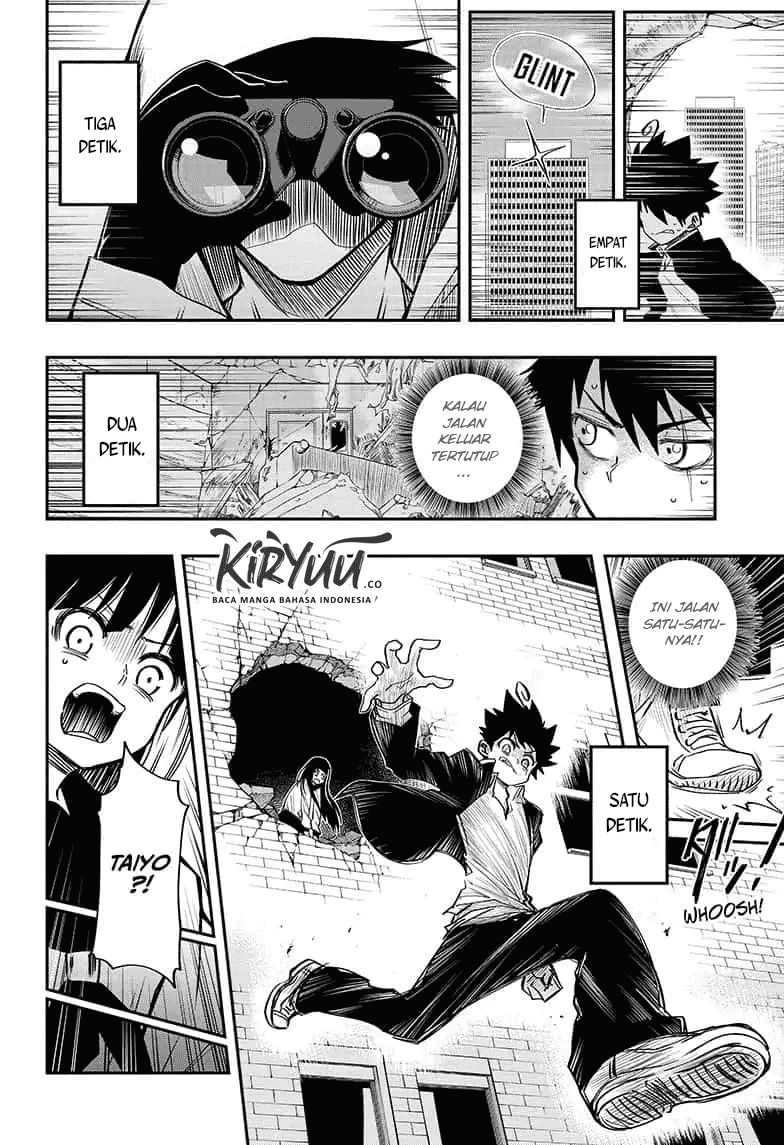 GLINT
EMPAT
DETIK.
TIGA
DETIK.
KALAU
JALAN
KELUAR
TERTUTUP
...
DUA
DETIK.
INI JALAN
SATU-SATU-
NYA!!
WHOOSH!
SATU
DETIK.
KIRYUU.CO
BACA MANGA BAHASA INDONESIA!
TAIYO
?!